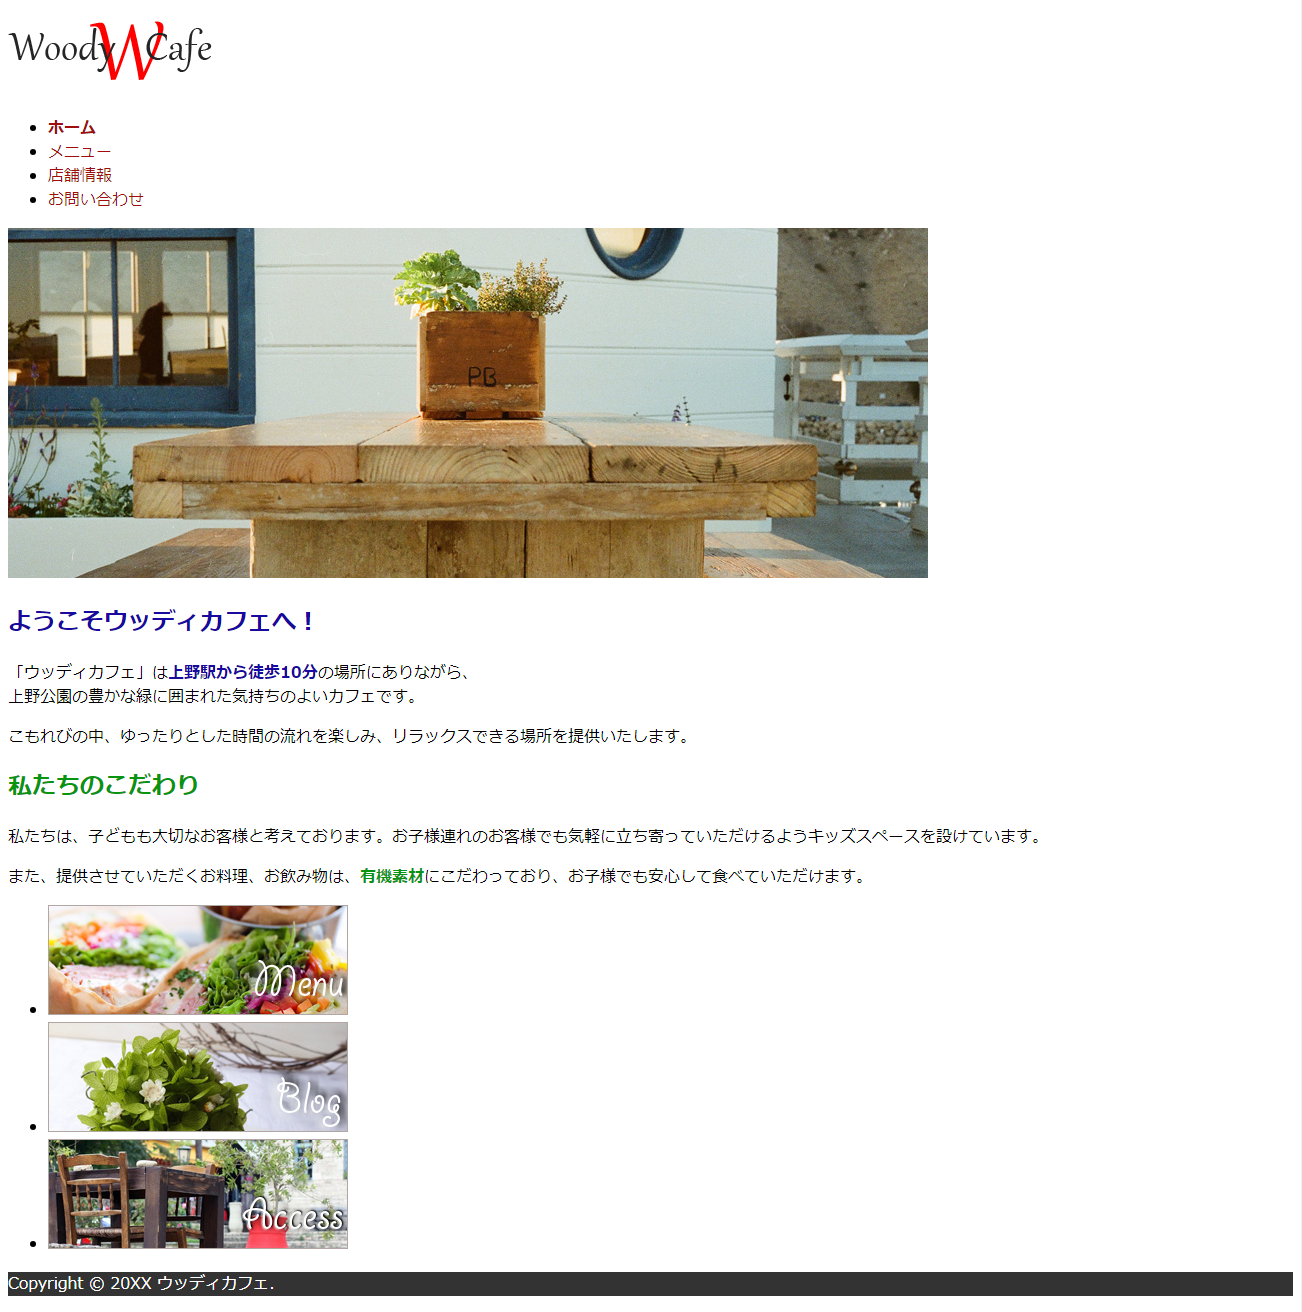 Woody W Cafe
ホーム
メニュー
店舗情報
お問い合わせ
PB
ようこそウッディカフェへ！
「ウッディカフェ」は上野駅から徒歩10分の場所にありながら、
上野公園の豊かな緑に囲まれた気持ちのよいカフェです。
こもれびの中、ゆったりとした時間の流れを楽しみ、リラックスできる場所を提供いたします。
私たちのこだわり
私たちは、子どもも大切なお客様と考えております。お子様連れのお客様でも気軽に立ち寄っていただけるようキッズスペースを設けています。
また、提供させていただくお料理、お飲み物は、有機素材にこだわっており、お子様でも安心して食べていただけます。
Menu
Blog
Access
Copyright © 20XX ウッディカフェ.